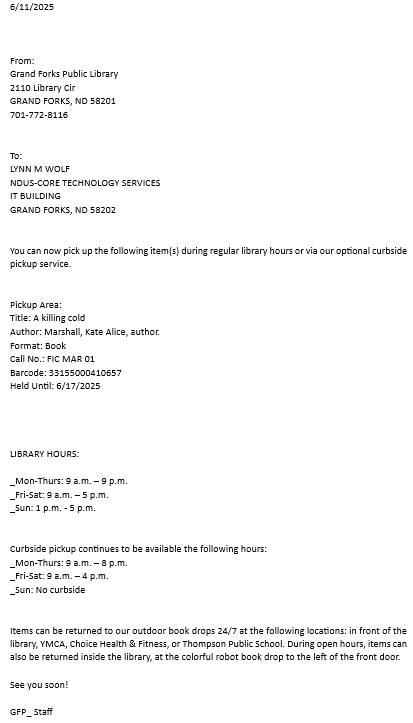 6/11/2025
From:
Grand Forks Public Library
2110 Library Cir
GRAND FORKS, ND 58201
701-772-8116
To:
LYNN M WOLF
NDUS-CORE TECHNOLOGY SERVICES
IT BUILDING
GRAND FORKS, ND 58202
You can now pick up the following item(s) during regular library hours or via our optional curbside
pickup service.
Pickup Area:
Title: A killing cold
Author: Marshall, Kate Alice, author.
Format: Book
Call No.: FIC MAR 01
Barcode: 33155000410657
Held Until: 6/17/2025
LIBRARY HOURS:
_Mon-Thurs: 9 a.m. – 9 p.m.
_Fri-Sat: 9 a.m. – 5 p.m.
_Sun: 1 p.m. - 5 p.m.
Curbside pickup continues to be available the following hours:
_Mon-Thurs: 9 a.m. – 8 p.m.
_Fri-Sat: 9 a.m. – 4 p.m.
_Sun: No curbside
Items can be returned to our outdoor book drops 24/7 at the following locations: in front of the
library, YMCA, Choice Health & Fitness, or Thompson Public School. During open hours, items can
also be returned inside the library, at the colorful robot book drop to the left of the front door.
See you soon!
GFP_ Staff